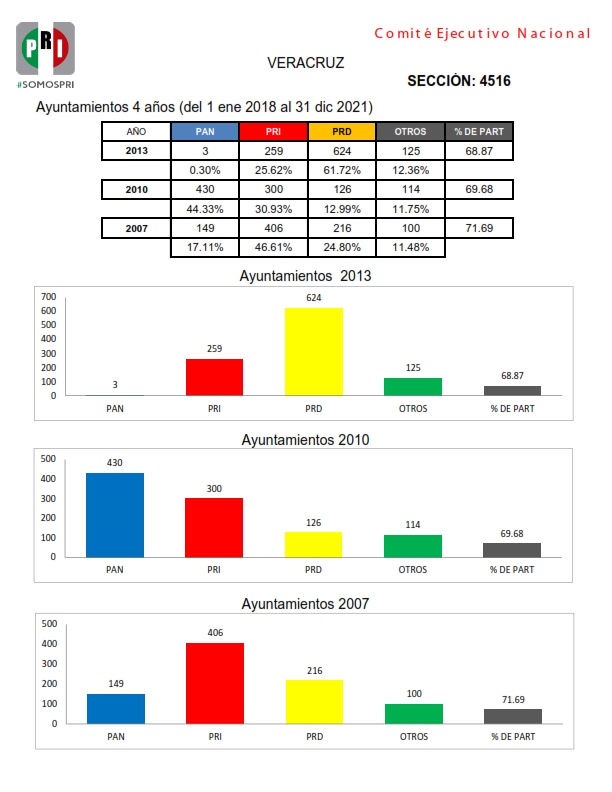 Comité Ejecutivo Nacional
PRI
#SOMOSPRI
VERACRUZ
SECCIÓN: 4516
Ayuntamientos 4 años (del 1 ene 2018 al 31 dic 2021)
AÑO PAN PRI PRD OTROS % DE PART
2013 3 259 624 125 68.87
0.30% 25.62% 61.72% 12.36%
2010 430 300 126 114 69.68
44.33% 30.93% 12.99% 11.75%
2007 149 406 216 100 71.69
17.11% 46.61% 24.80% 11.48%
Ayuntamientos 2013
700
600
500
400
300
200
100
0
3 259 624 125 68.87
PAN PRI PRD OTROS % DE PART
Ayuntamientos 2010
500
400
300
200
100
0
430 300 126 114 69.68
PAN PRI PRD OTROS % DE PART
Ayuntamientos 2007
500
400
300
200
100
0
149 406 216 100 71.69
PAN PRI PRD OTROS % DE PART